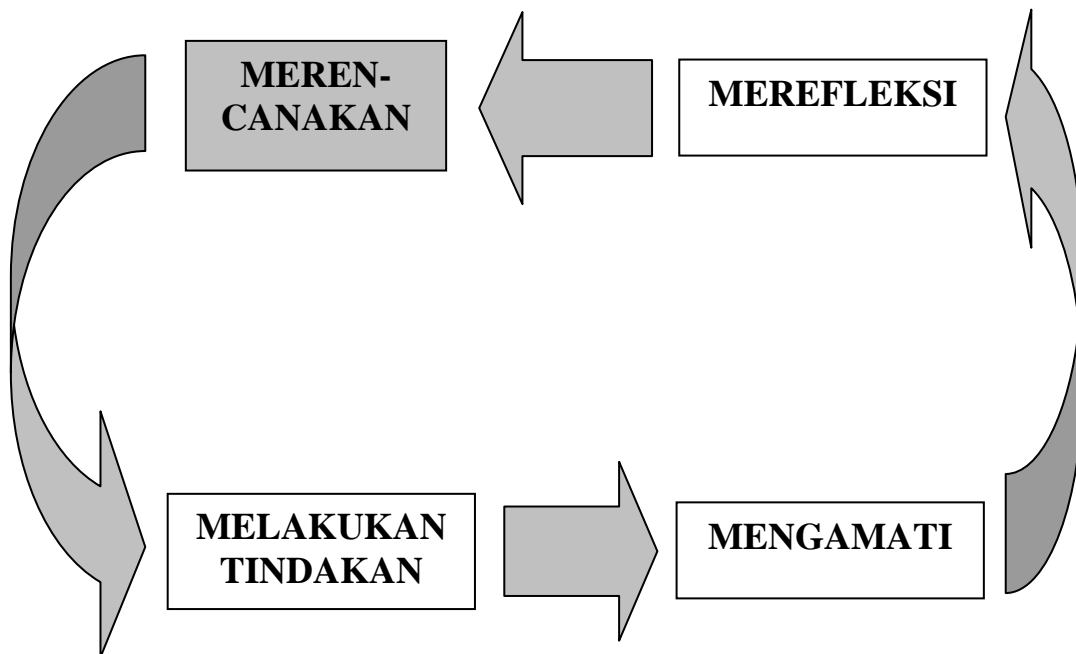 MEREN-
CANAKAN
MEREFLEKSI
MELAKUKAN
TINDAKAN
MENGAMATI